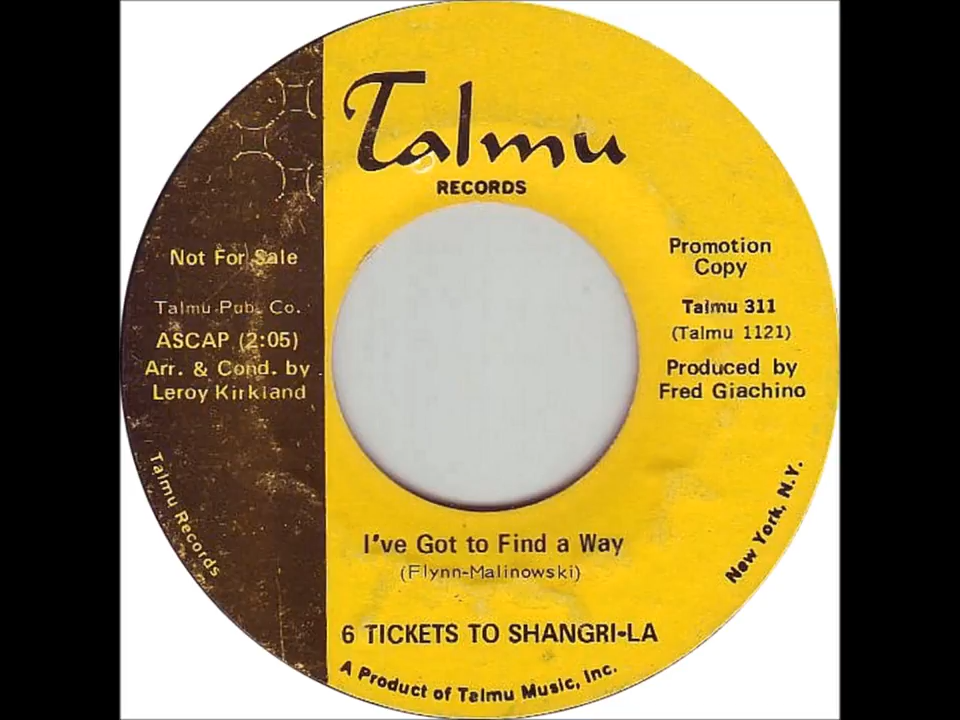 Talmu
RECORDS
Not For Sale
Talmu Pub. Co.
ASCAP (2:05)
Arr. & Cond. by
Leroy Kirkland
Talmu Records
Promotion
Copy
Talmu 311
(Talmu 1121)
Produced by
Fred Giachino
New York, N.Y.
I've Got to Find a Way
(Flynn-Malinowski)
6 TICKETS TO SHANGRI-LA
A Product of Talmu Music, Inc.